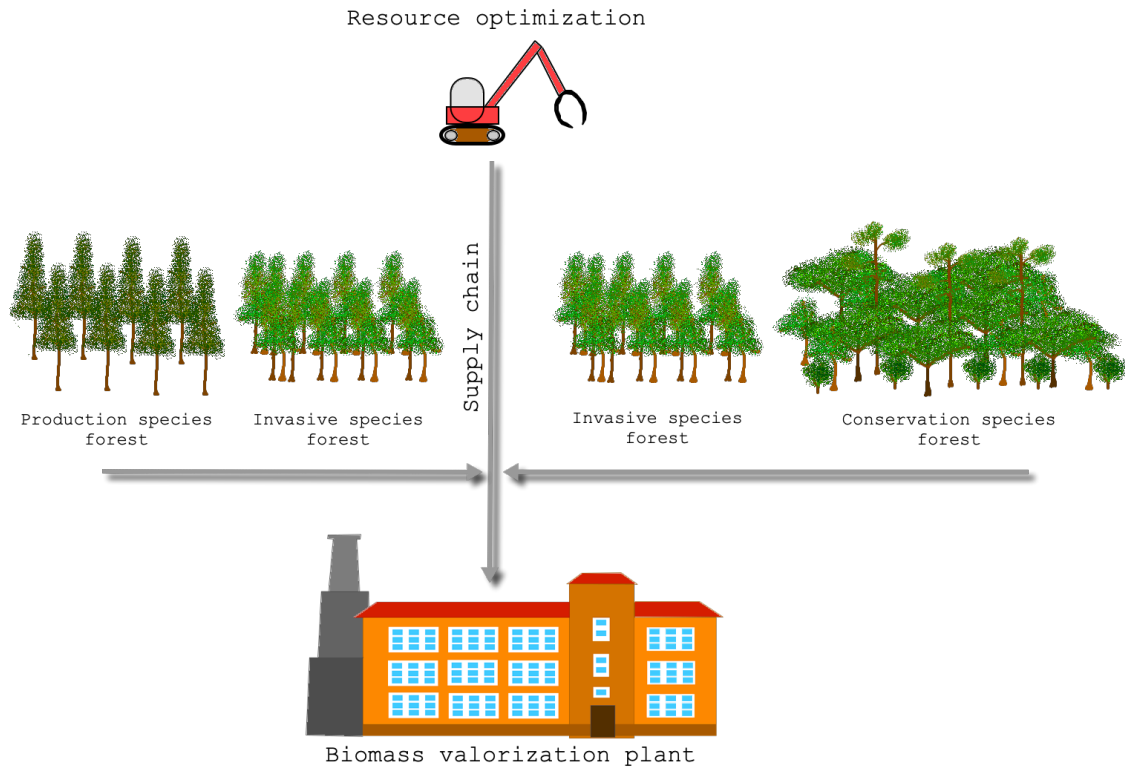 Resource optimization
Supply chain
Production species
forest
Invasive species
forest
Invasive species
forest
Conservation species
forest
Biomass valorization plant